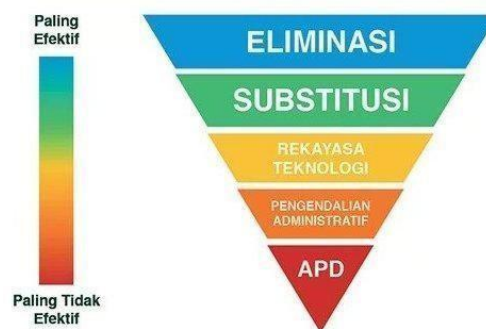 Paling
Efektif
ELIMINASI
SUBSTITUSI
REKAYASA
TEKNOLOGI
PENGENDALIAN
ADMINISTRATIF
APD
Paling Tidak
Efektif